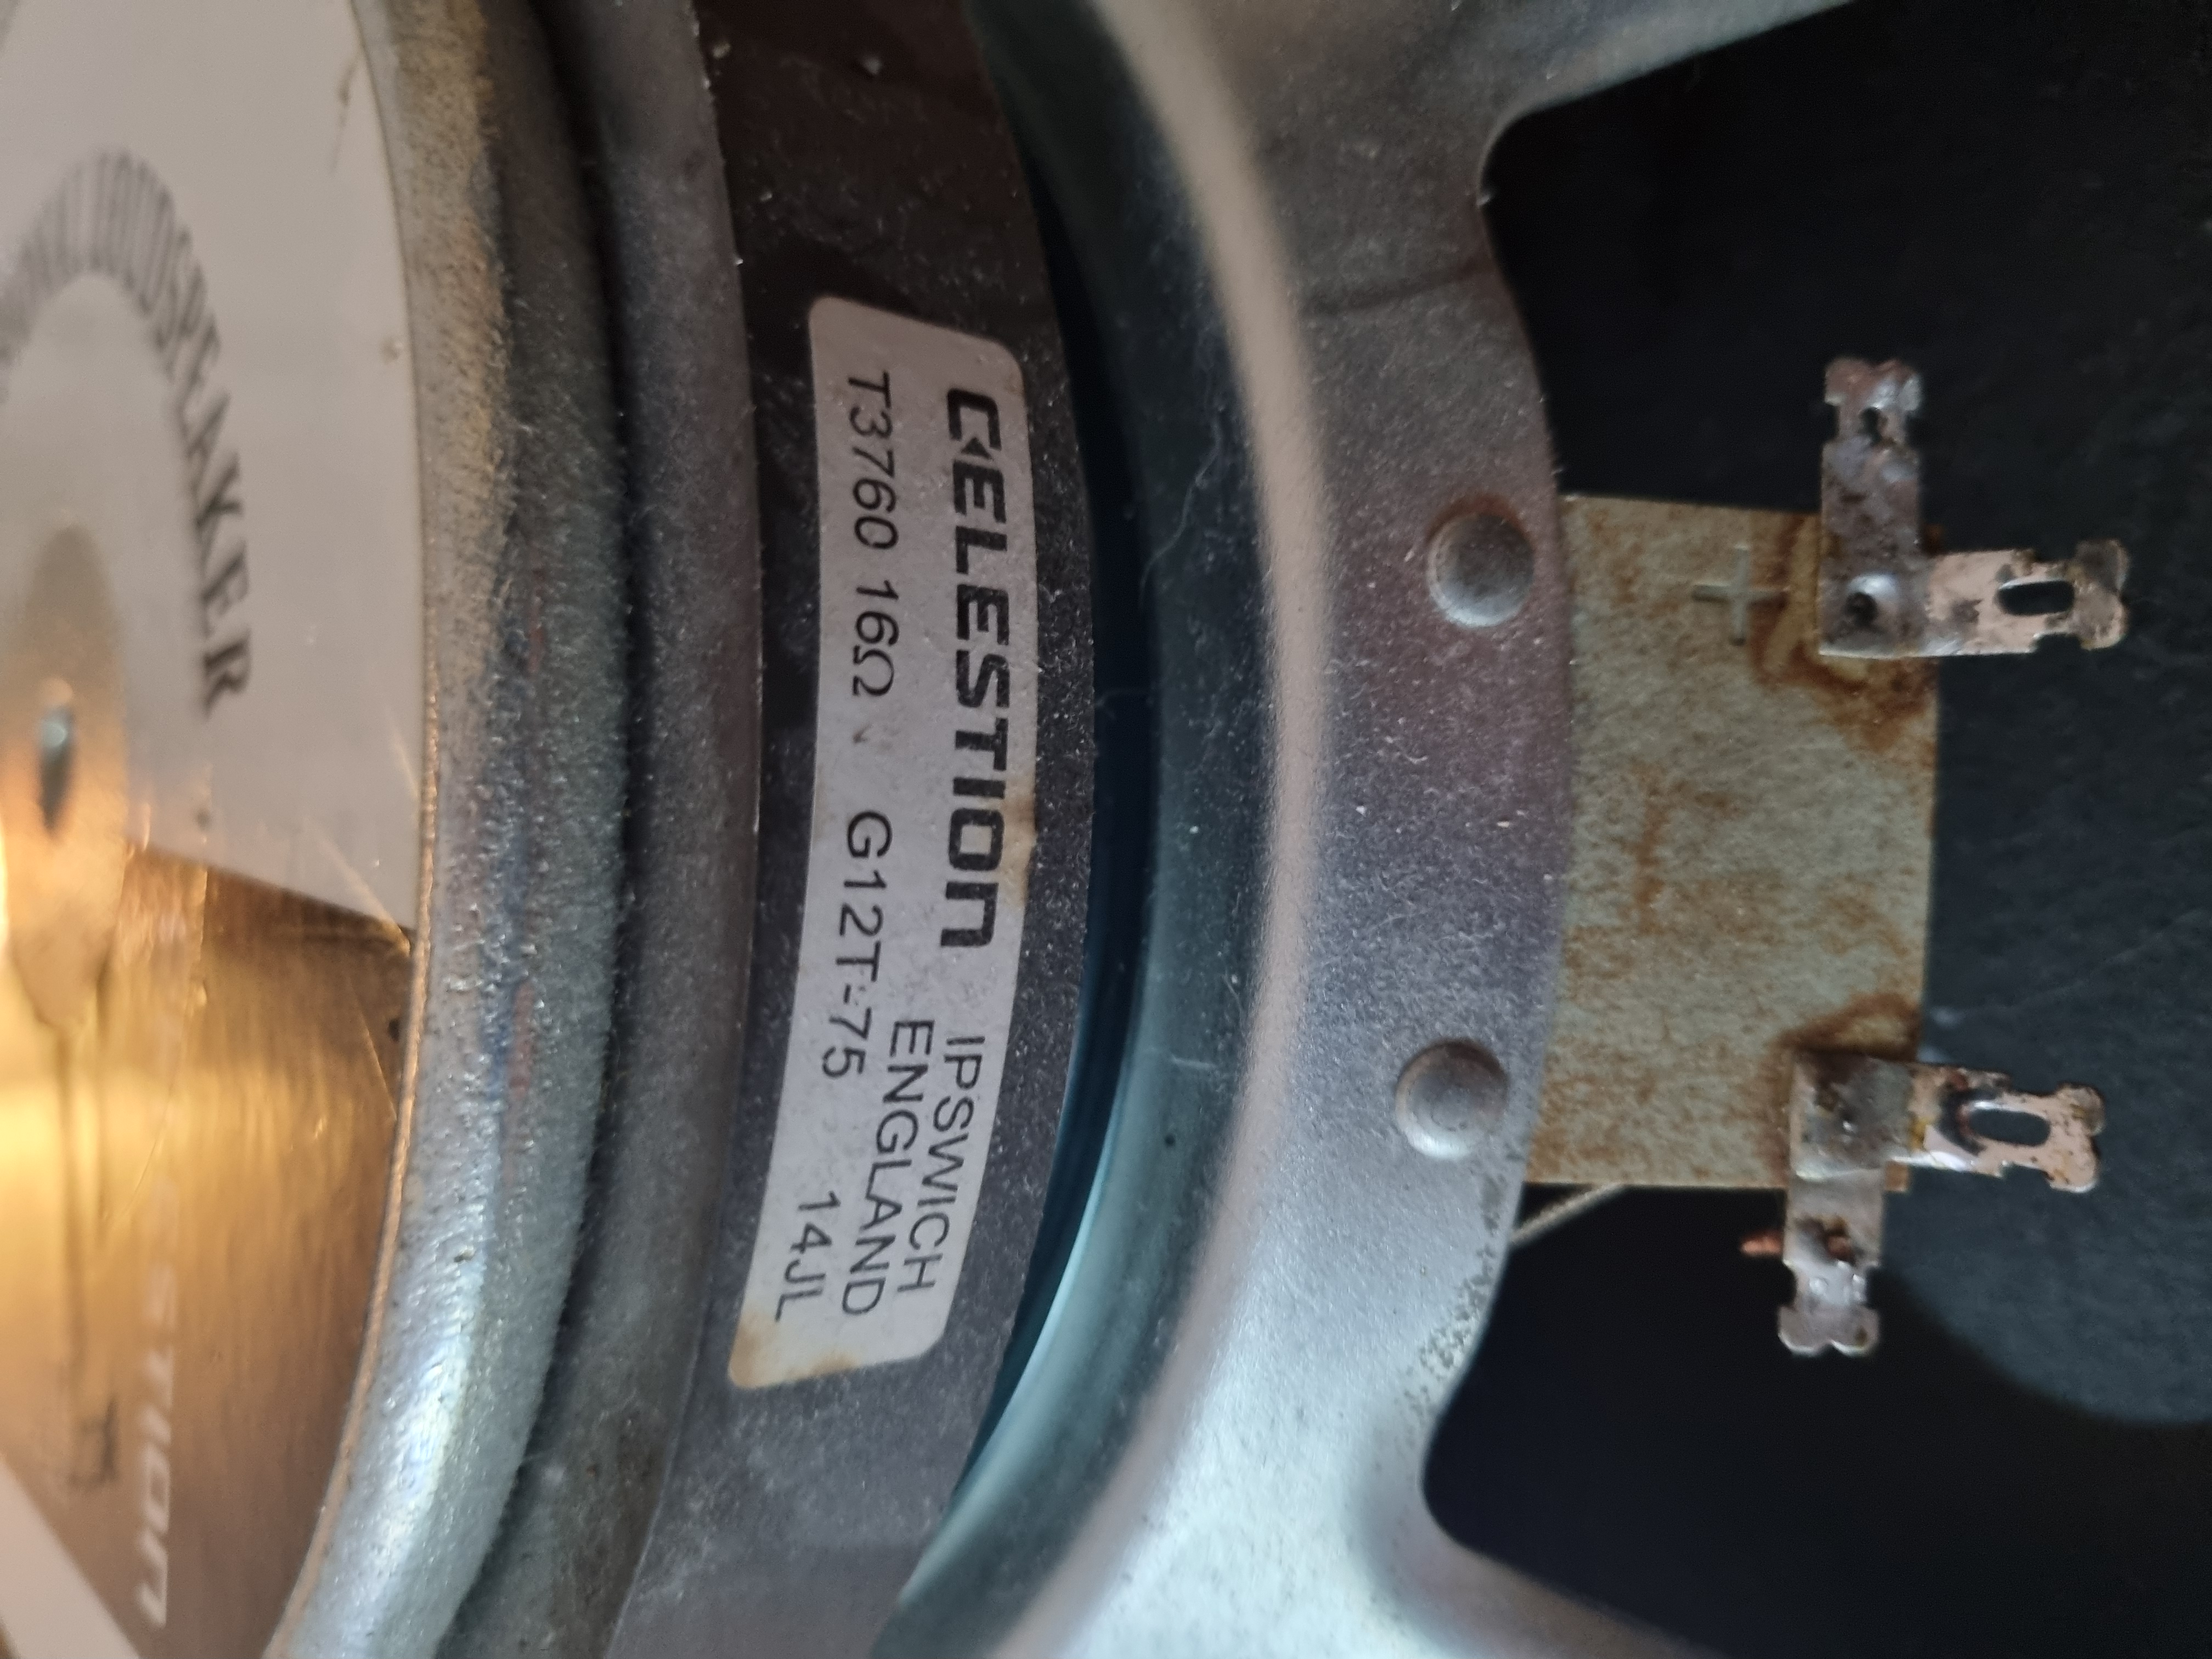 CELESTION IPSWICH
ENGLAND
T3760 16Ω G12T-75 14JL
LOUDSPEAKER
+